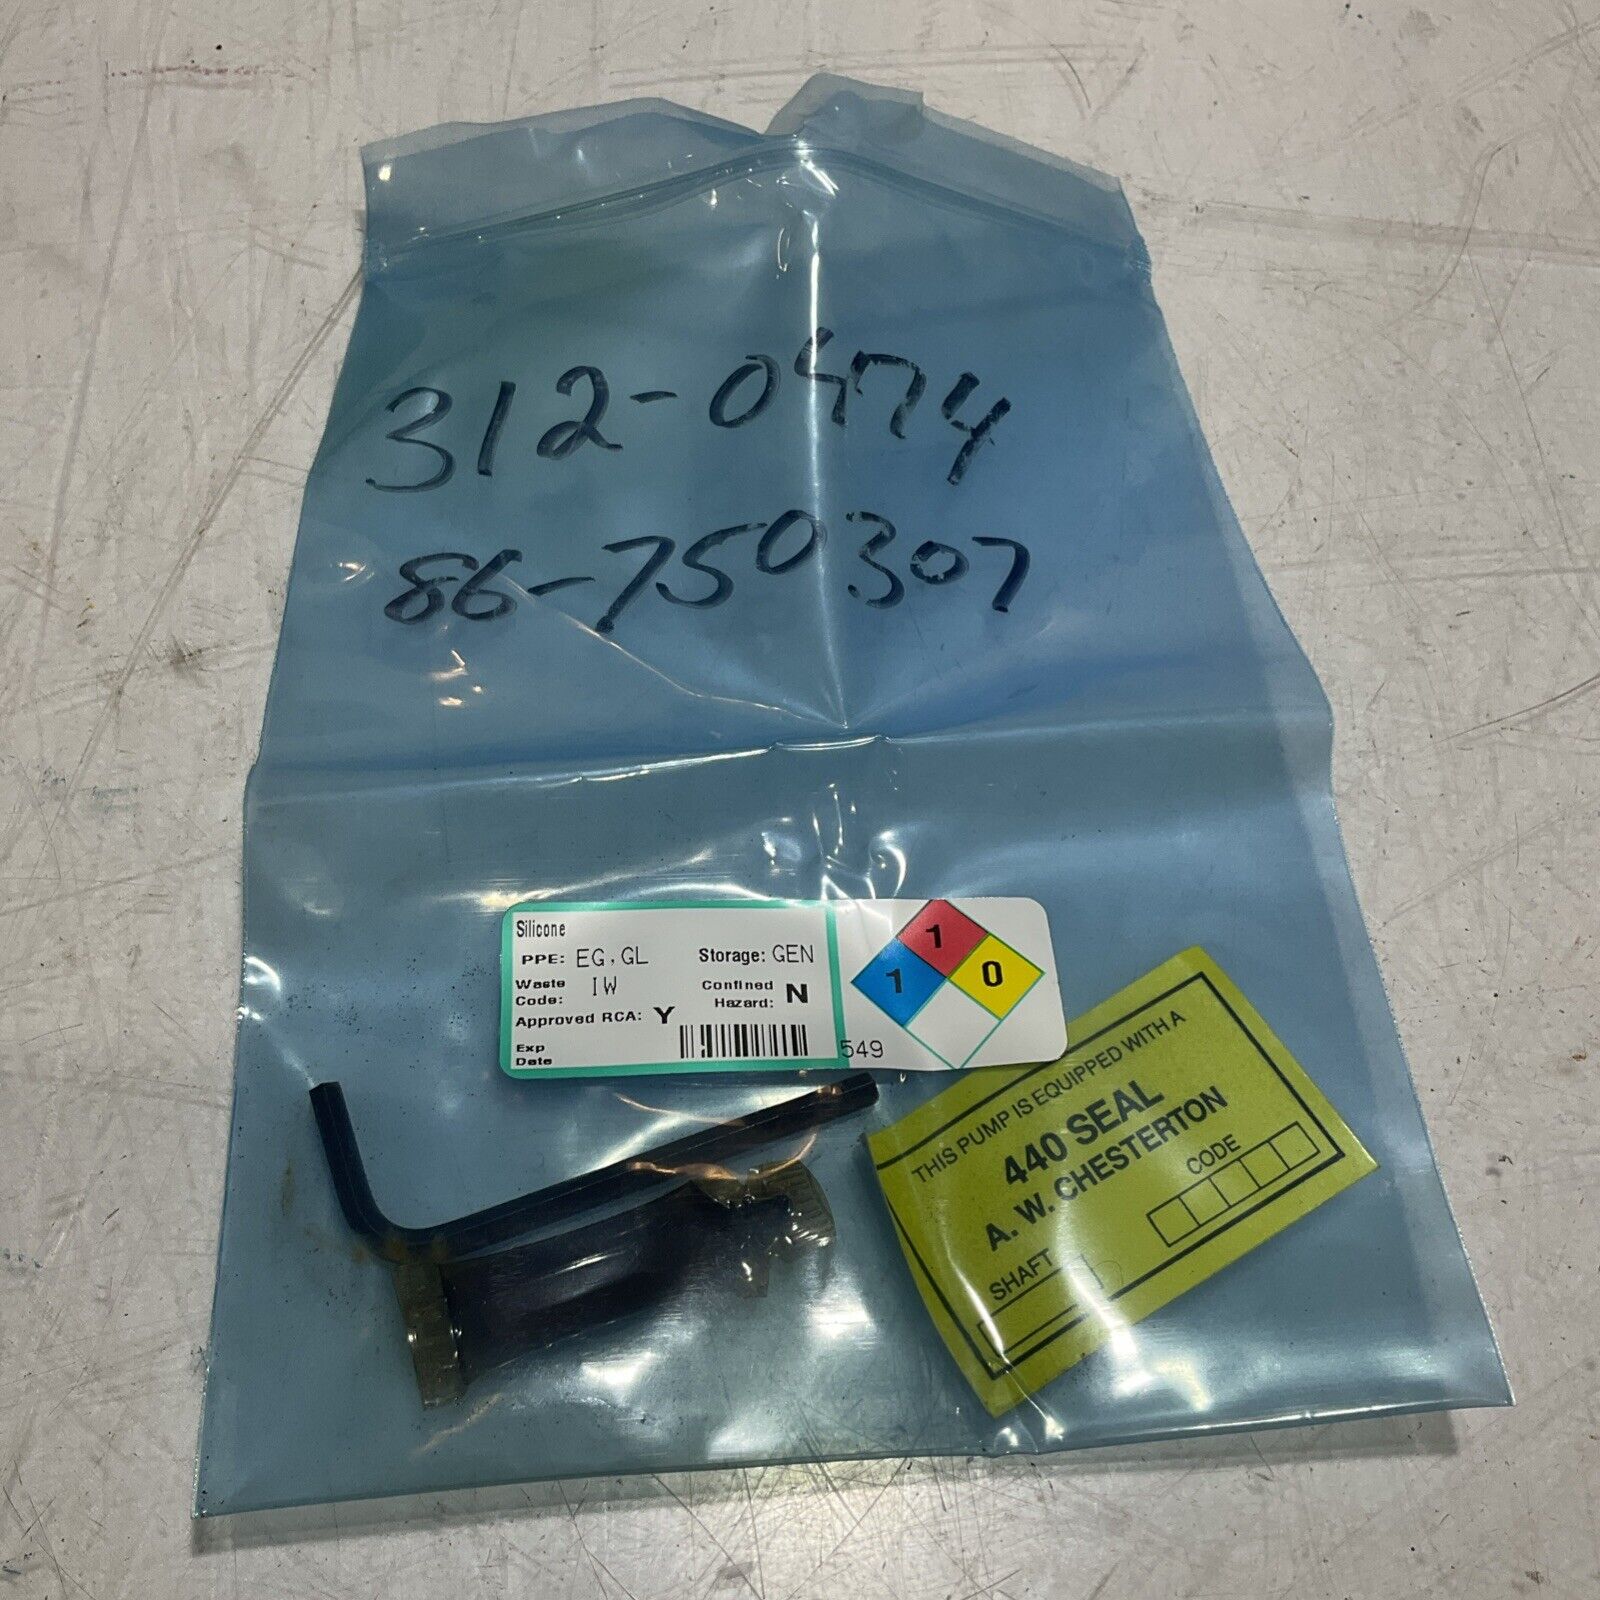 312-0474
86-750307
Silicone
PPE: EG,GL Storage: GEN
Waste Code: IW Confined Hazard: N
Approved RCA: Y
Exp Date
549
1
1 0
THIS PUMP IS EQUIPPED WITH A
440 SEAL
A. W. CHESTERTON
SHAFT CODE